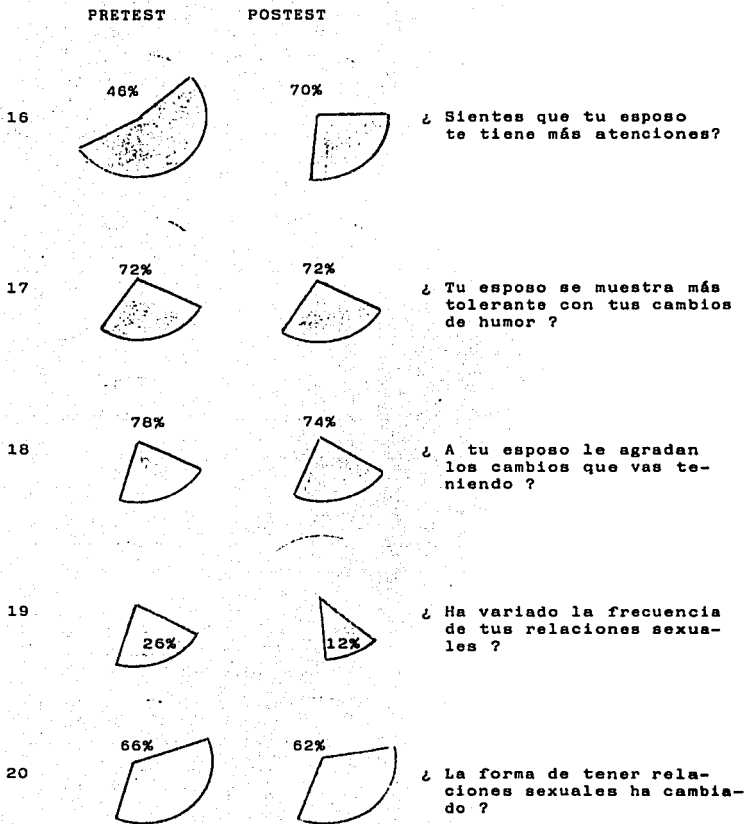 PRETEST POSTEST
16 46% 70% ¿ Sientes que tu esposo
te tiene más atenciones?
17 72% 72% ¿ Tu esposo se muestra más
tolerante con tus cambios
de humor ?
18 78% 74% ¿ A tu esposo le agradan
los cambios que vas te-
niendo ?
19 26% 12% ¿ Ha variado la frecuencia
de tus relaciones sexua-
les ?
20 66% 62% ¿ La forma de tener rela-
ciones sexuales ha cambia-
do ?